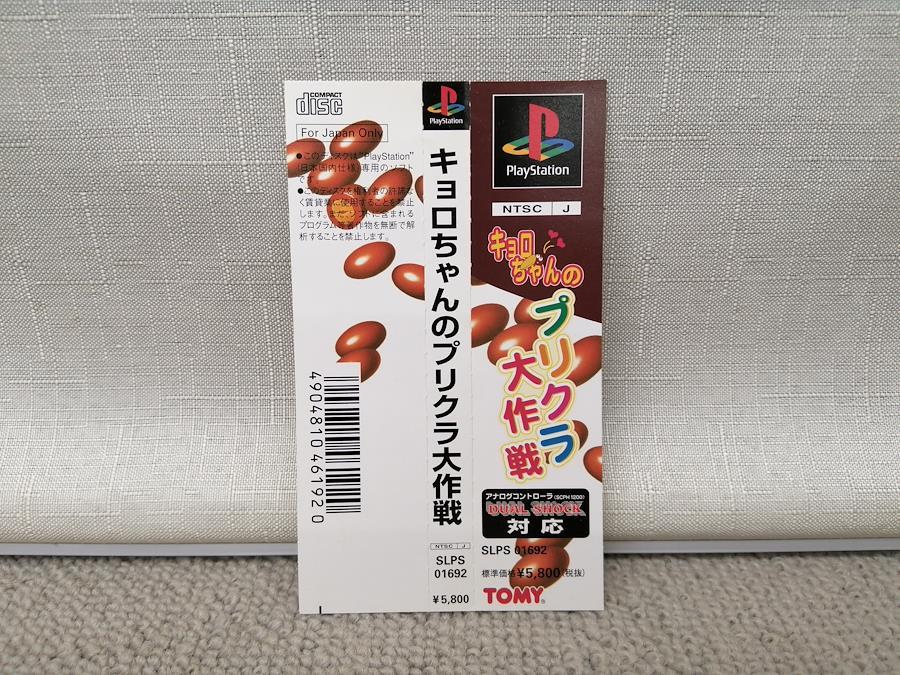 COMPACT
disc
For Japan Only
●このディスクは"PlayStation"
(日本国内仕様)専用のソフト
です。
●このディスクを権利者の許諾な
く賃貸業に使用することを禁止
します。また、ソフトに含まれる
プログラム等著作物を無断で解
析することを禁止します。
4904810461920
PlayStation
キョロちゃんのプリクラ大作戦
NTSC J
SLPS
01692
¥5,800
PlayStation
NTSC J
キョロ
ちゃんの
プリクラ
大作戦
アナログコントローラ(SCPH1200)
DUAL SHOCK
対応
SLPS 01692
標準価格¥5,800(税抜)
TOMY®